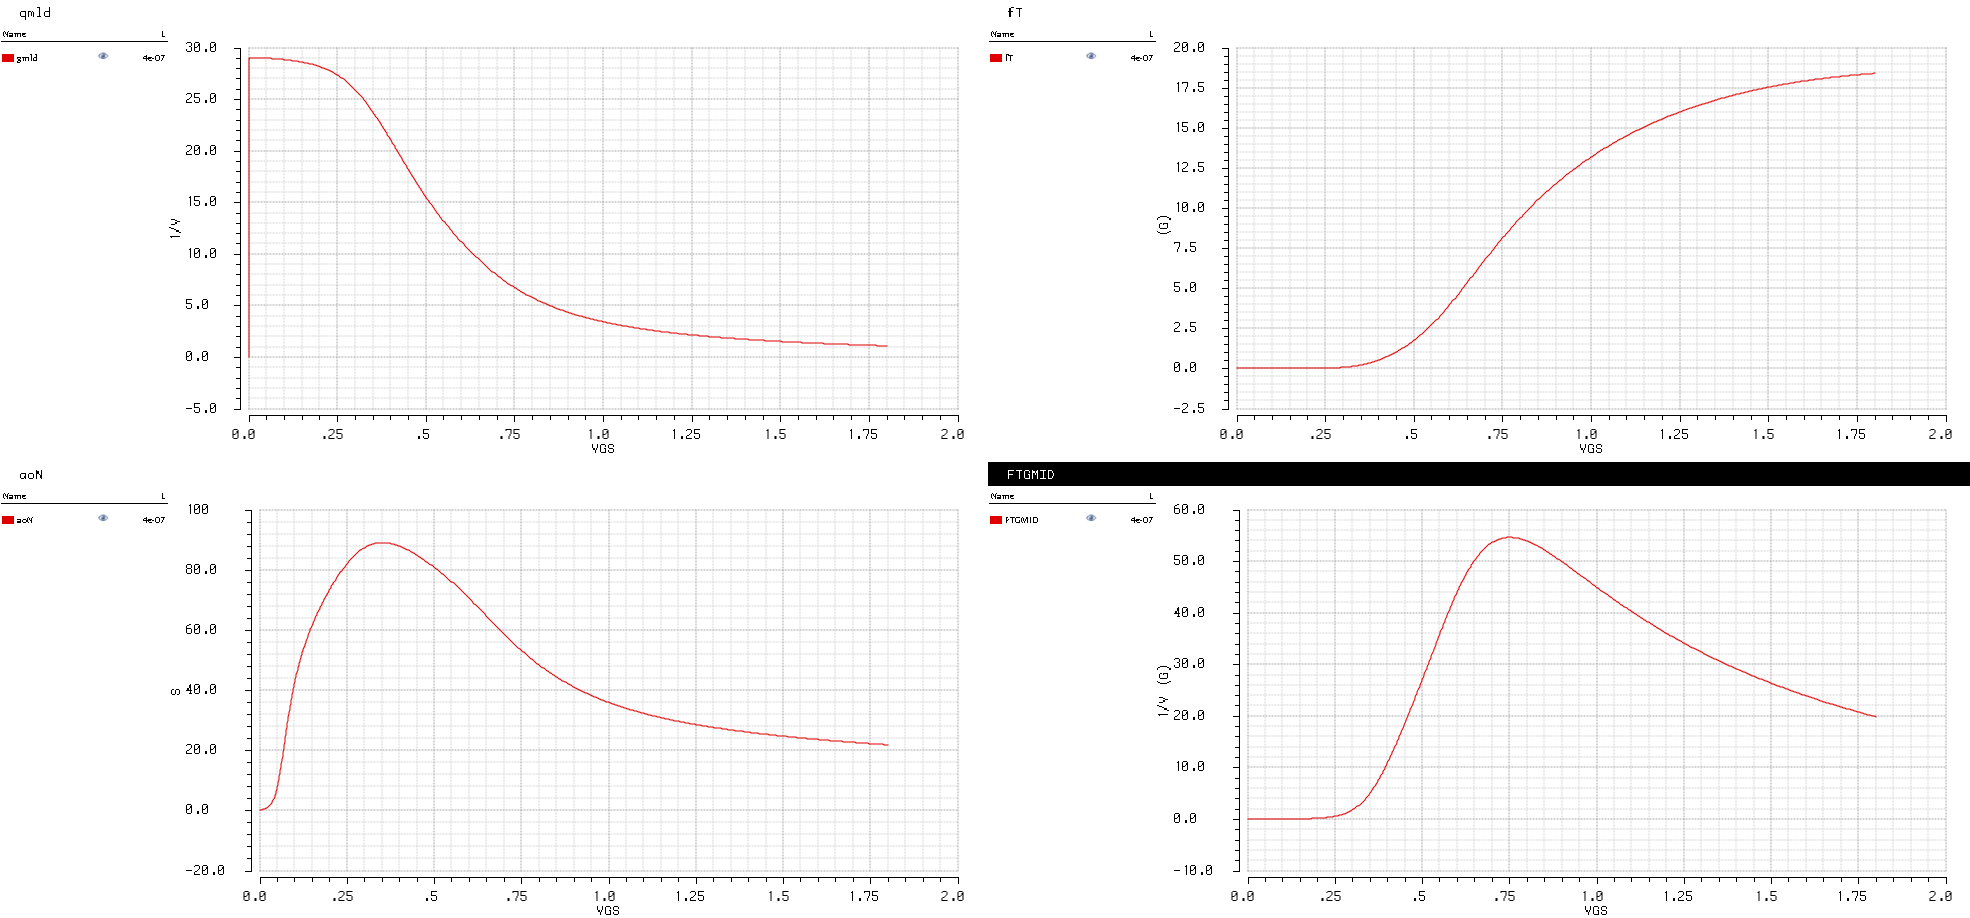 qmld
Name L
gmld 4e-07
30.0
25.0
20.0
15.0
10.0
5.0
0.0
-5.0
1/V
0.0 .25 .5 .75 1.0 1.25 1.5 1.75 2.0
VGS
fT
Name L
fT 4e-07
20.0
17.5
15.0
12.5
10.0
7.5
5.0
2.5
0.0
-2.5
(G)
0.0 .25 .5 .75 1.0 1.25 1.5 1.75 2.0
VGS
aoN
Name L
aoN 4e-07
100
80.0
60.0
40.0
20.0
0.0
-20.0
S
0.0 .25 .5 .75 1.0 1.25 1.5 1.75 2.0
VGS
FTGMID
Name L
FTGMID 4e-07
60.0
50.0
40.0
30.0
20.0
10.0
0.0
-10.0
1/V (G)
0.0 .25 .5 .75 1.0 1.25 1.5 1.75 2.0
VGS